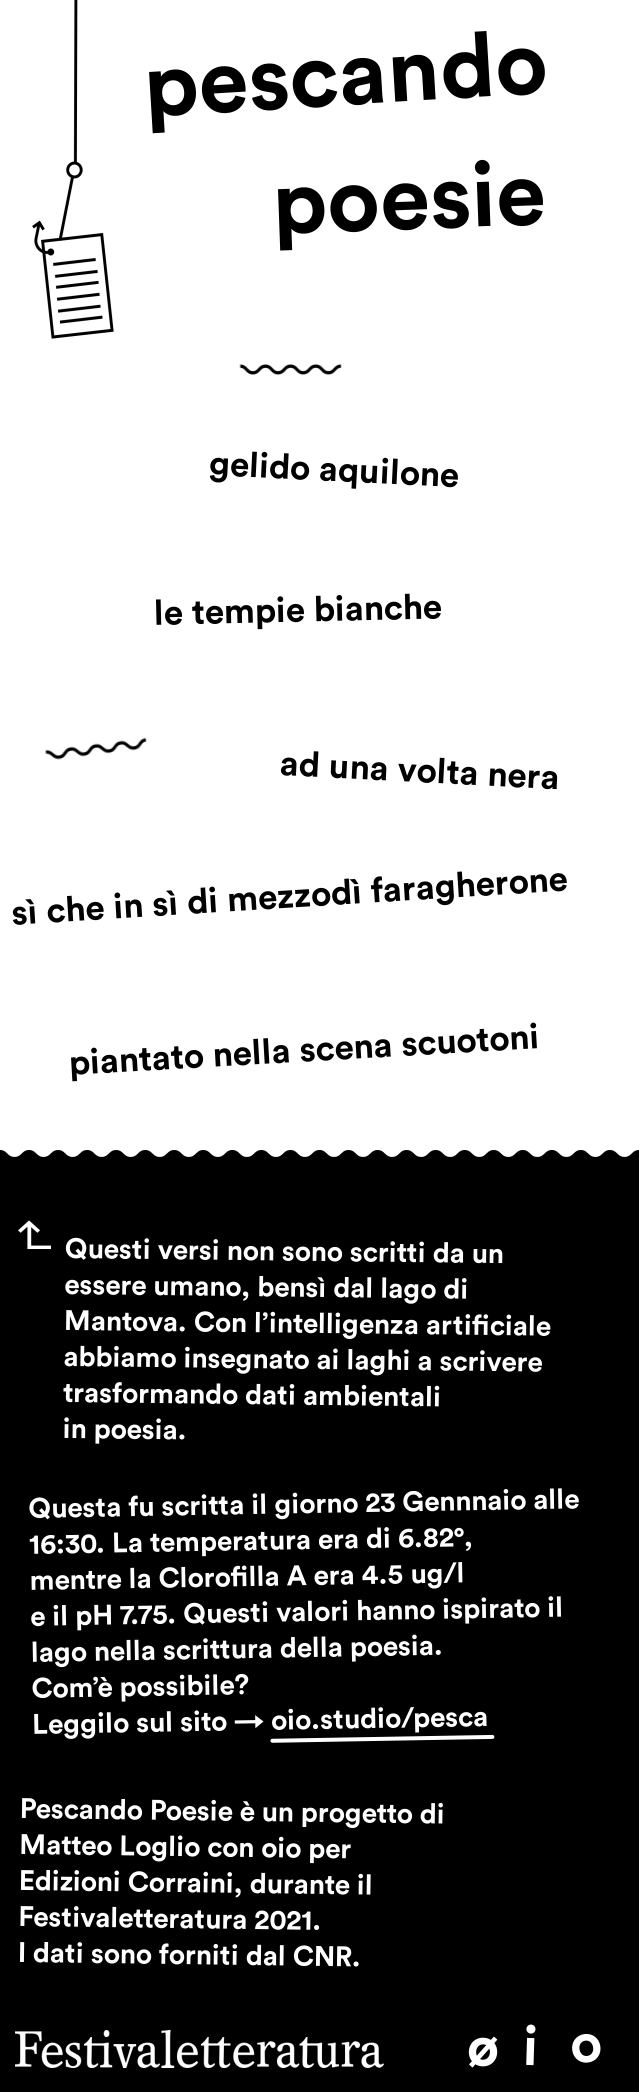 pescando
poesie
gelido aquilone
le tempie bianche
ad una volta nera
sì che in sì di mezzodì faragherone
piantato nella scena scuotoni
Questi versi non sono scritti da un
essere umano, bensì dal lago di
Mantova. Con l’intelligenza artificiale
abbiamo insegnato ai laghi a scrivere
trasformando dati ambientali
in poesia.
Questa fu scritta il giorno 23 Gennnaio alle
16:30. La temperatura era di 6.82°,
mentre la Clorofilla A era 4.5 ug/l
e il pH 7.75. Questi valori hanno ispirato il
lago nella scrittura della poesia.
Com’è possibile?
Leggilo sul sito → oio.studio/pesca
Pescando Poesie è un progetto di
Matteo Loglio con oio per
Edizioni Corraini, durante il
Festivaletteratura 2021.
I dati sono forniti dal CNR.
Festivaletteratura
ø i o